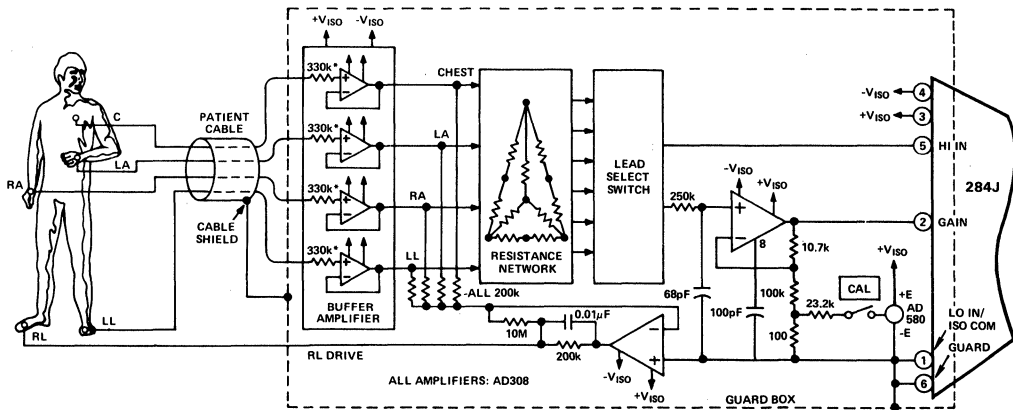 +VISO
-VISO
330k*
CHEST
C
PATIENT
CABLE
330k*
LA
LA
RA
330k*
RA
CABLE
SHIELD
330k*
LL
BUFFER
AMPLIFIER
-ALL 200k
RESISTANCE
NETWORK
LEAD
SELECT
SWITCH
-VISO
4
+VISO
3
5
HI IN
284J
250k
-VISO
+VISO
+
-
8
2
GAIN
10.7k
+VISO
100k
CAL
23.2k
+E
AD
580
-E
68pF
100pF
100
LO IN/
ISO COM
GUARD
1
6
0.01μF
10M
200k
-
+
-VISO
+VISO
RL
LL
RL DRIVE
ALL AMPLIFIERS: AD308
GUARD BOX